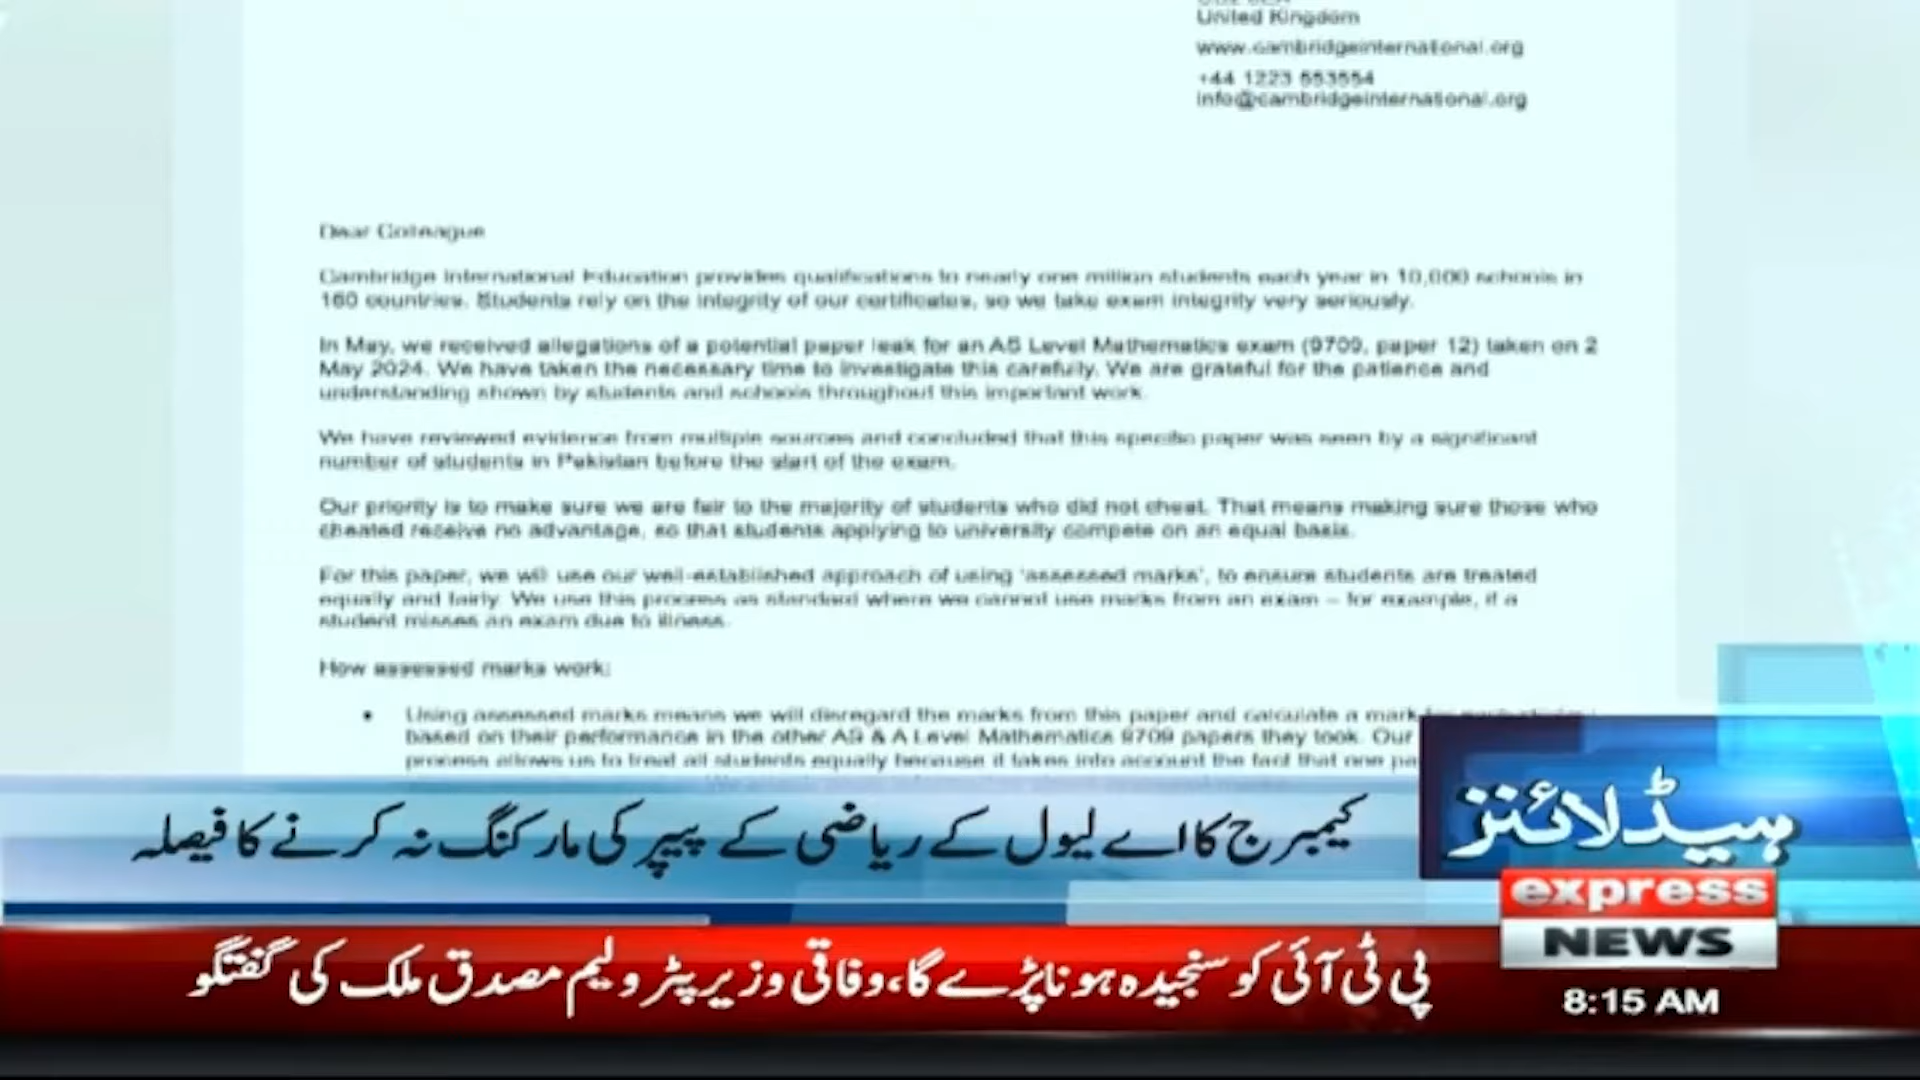 United Kingdom
www.cambridgeinternational.org
+44 1223 553554
info@cambridgeinternational.org
Dear Colleague
Cambridge International Education provides qualifications to nearly one million students each year in 10,000 schools in
160 countries. Students rely on the integrity of our certificates, so we take exam integrity very seriously.
In May, we received allegations of a potential paper leak for an AS Level Mathematics exam (9709, paper 12) taken on 2
May 2024. We have taken the necessary time to investigate this carefully. We are grateful for the patience and
understanding shown by students and schools throughout this important work.
We have reviewed evidence from multiple sources and concluded that this specific paper was seen by a significant
number of students in Pakistan before the start of the exam.
Our priority is to make sure we are fair to the majority of students who did not cheat. That means making sure those who
cheated receive no advantage, so that students applying to university compete on an equal basis.
For this paper, we will use our well-established approach of using 'assessed marks', to ensure students are treated
equally and fairly. We use this process as standard where we cannot use marks from an exam – for example, if a
student misses an exam due to illness.
How assessed marks work:
• Using assessed marks means we will disregard the marks from this paper and calculate a mark
based on their performance in the other AS & A Level Mathematics 9709 papers they took. Our
process allows us to treat all students equally because it takes into account the fact that one pa
ہیڈلائنز
کیمبرج کا اے لیول کے ریاضی کے پیپر کی مارکنگ نہ کرنے کا فیصلہ
express
NEWS
پی ٹی آئی کو سنجیدہ ہونا پڑے گا، وفاقی وزیر پٹرولیم مصدق ملک کی گفتگو
8:15 AM